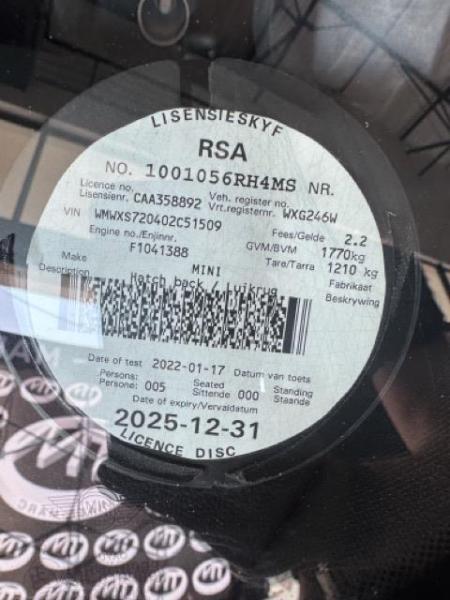 LISENSIESKYF
RSA
NO. 1001056RH4MS NR.
Licence no. Veh. register no.
Lisensienr. CAA358892 Vrt.registernr. WXG246W
VIN WMWXS720402C51509 Fees/Gelde 2.2
Engine no./Enjinnr. GVM/BVM 1770kg
F1041388 Tare/Tarra 1210 kg
Make MINI Fabrikaat
Description Hatch back / Luikrug Beskrywing
Date of test 2022-01-17 Datum van toets
Persons: Seated Standing
Persone: 005 Sittende 000 Staande
Date of expiry/Vervaldatum
2025-12-31
LICENCE DISC